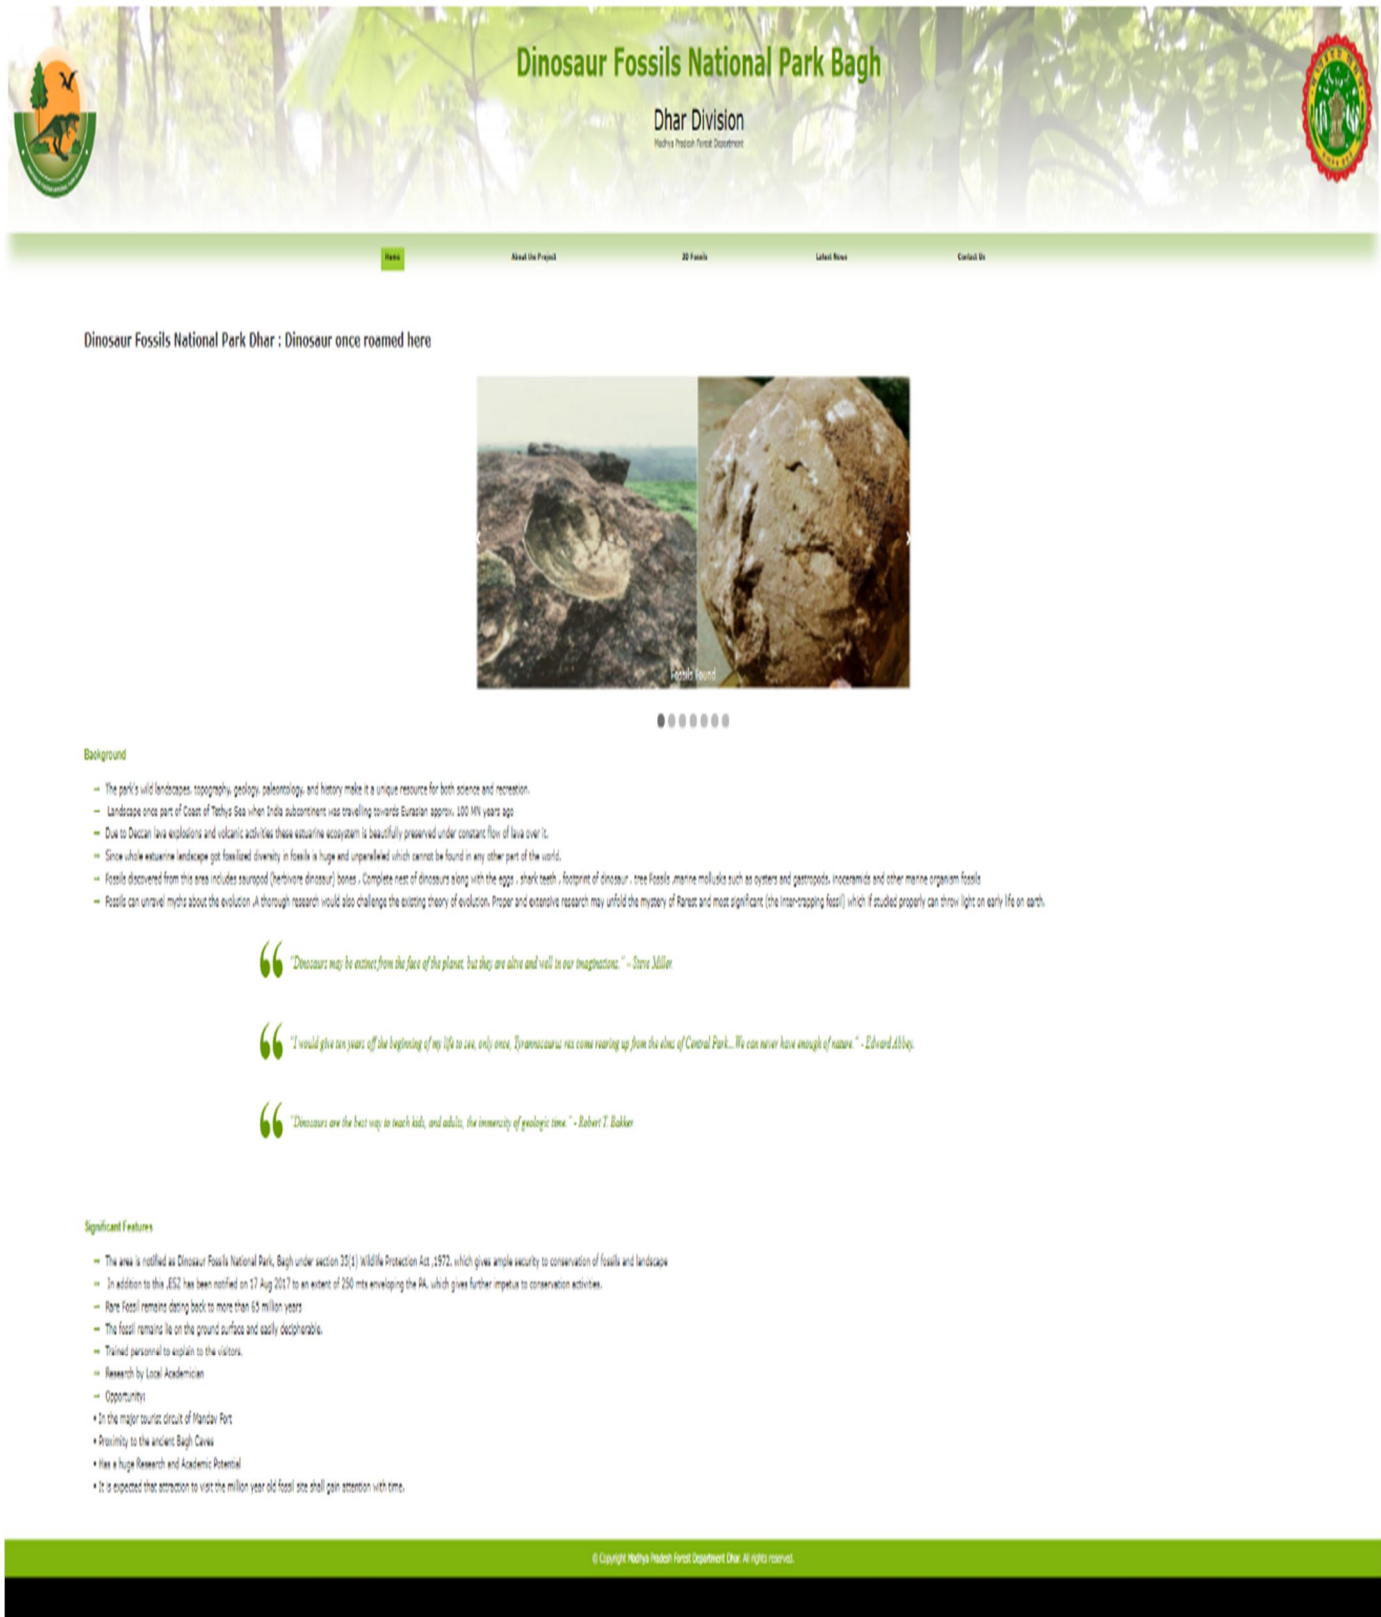 Dinosaur Fossils National Park Bagh
Dhar Division
Madhya Pradesh Forest Department
Home
About the Project
3D Fossils
Latest News
Contact Us
Dinosaur Fossils National Park Dhar : Dinosaur once roamed here
Fossils Found
Background
The park's wild landscapes, topography, geology, paleontology, and history make it a unique resource for both science and recreation.
Landscape once part of Coast of Tethys Sea when India subcontinent was travelling towards Eurasian approx. 100 MN years ago
Due to Deccan lava explosions and volcanic activities these estuarine ecosystem is beautifully preserved under constant flow of lava over it.
Since whole estuarine landscape got fossilized diversity in fossils is huge and unparalleled which cannot be found in any other part of the world.
Fossils discovered from this area includes sauropod (herbivore dinosaur) bones , Complete nest of dinosaurs along with the eggs , shark teeth , footprint of dinosaur , tree Fossils ,marine mollusks such as oysters and gastropods, inoceramids and other marine organism fossils
Fossils can unravel myths about the evolution .A thorough research would also challenge the existing theory of evolution. Proper and extensive research may unfold the mystery of Rarest and most significant (the inter-trapping fossil) which if studied properly can throw light on early life on earth.
"Dinosaurs may be extinct from the face of the planet, but they are alive and well in our imaginations." – Steve Miller.
"I would give ten years off the beginning of my life to see, only once, Tyrannosaurus rex come rearing up from the elms of Central Park... We can never have enough of nature." - Edward Abbey.
"Dinosaurs are the best way to teach kids, and adults, the immensity of geologic time." - Robert T. Bakker
Significant Features
The area is notified as Dinosaur Fossils National Park, Bagh under section 35(1) Wildlife Protection Act ,1972. which gives ample security to conservation of fossils and landscape
In addition to this ,ESZ has been notified on 17 Aug 2017 to an extent of 250 mts enveloping the PA. which gives further impetus to conservation activities.
Rare Fossil remains dating back to more than 65 million years
The fossil remains lie on the ground surface and easily decipherable.
Trained personnel to explain to the visitors.
Research by Local Academician
Opportunity:
• In the major tourist circuit of Mandav Fort
• Proximity to the ancient Bagh Caves
• Has a huge Research and Academic Potential
• It is expected that attraction to visit the million year old fossil site shall gain attention with time.
© Copyright Madhya Pradesh Forest Department Dhar. All rights reserved.